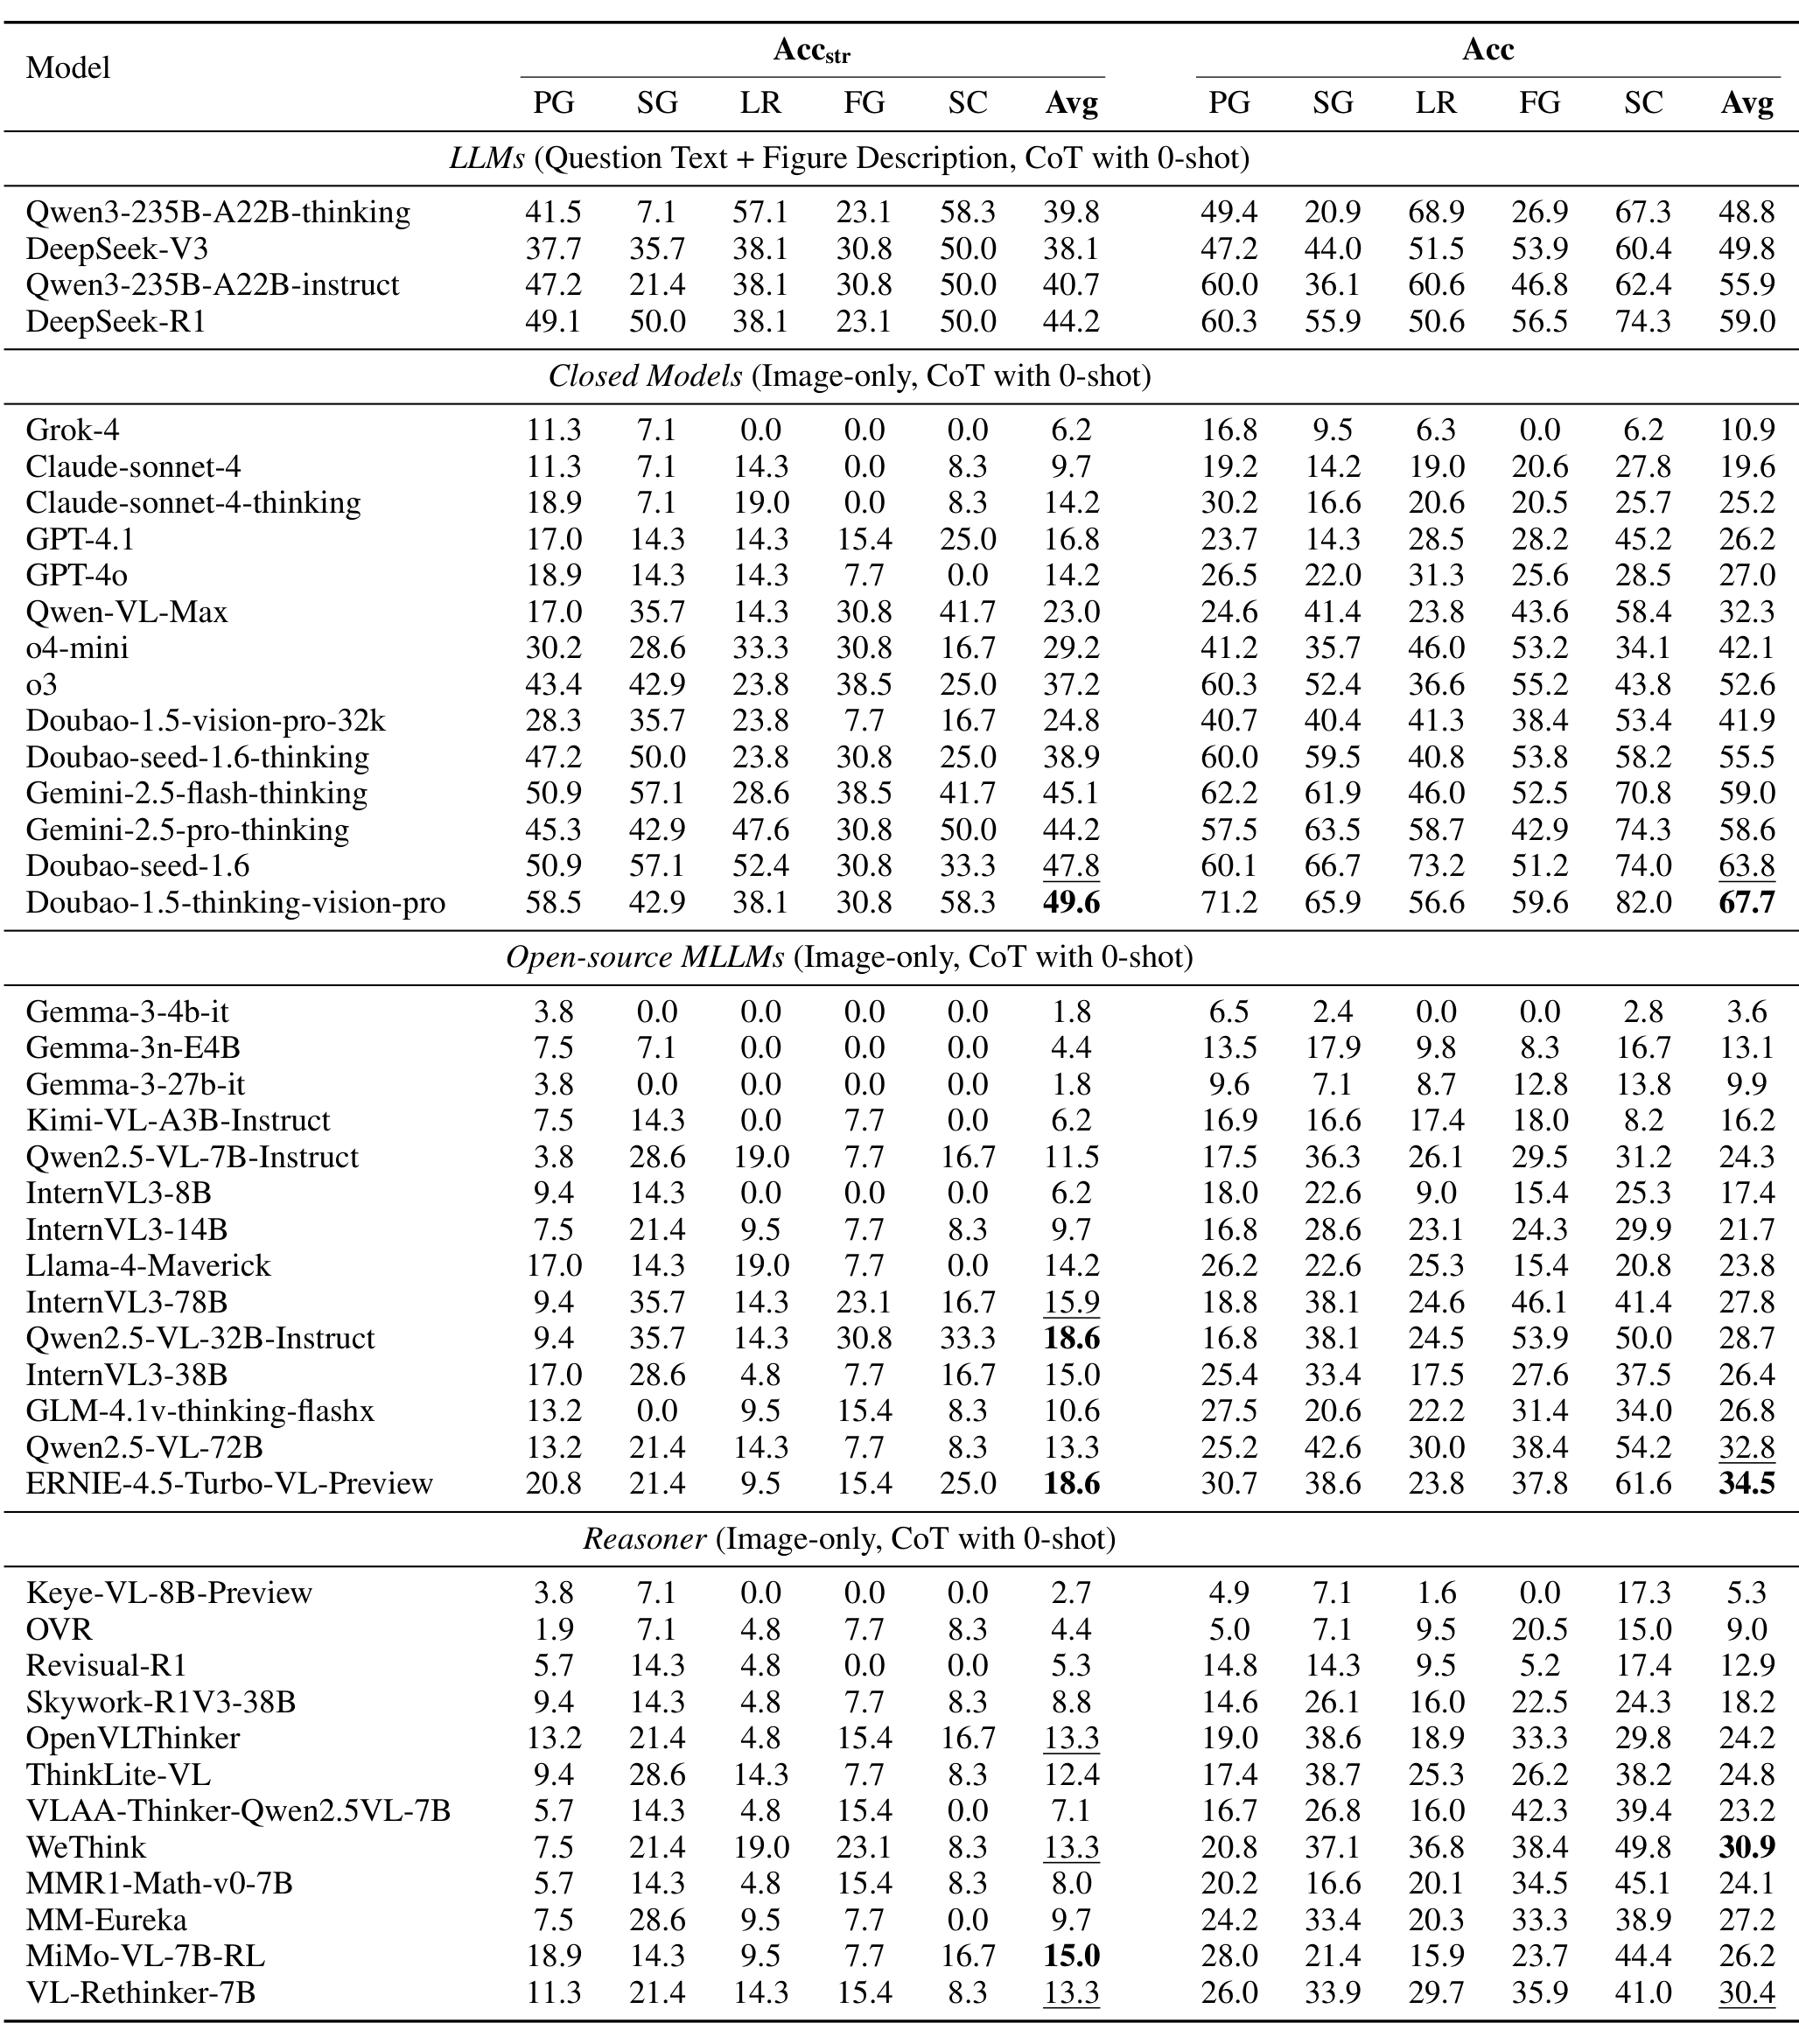 Model Acc_str Acc
PG SG LR FG SC Avg PG SG LR FG SC Avg
LLMs (Question Text + Figure Description, CoT with 0-shot)
Qwen3-235B-A22B-thinking 41.5 7.1 57.1 23.1 58.3 39.8 49.4 20.9 68.9 26.9 67.3 48.8
DeepSeek-V3 37.7 35.7 38.1 30.8 50.0 38.1 47.2 44.0 51.5 53.9 60.4 49.8
Qwen3-235B-A22B-instruct 47.2 21.4 38.1 30.8 50.0 40.7 60.0 36.1 60.6 46.8 62.4 55.9
DeepSeek-R1 49.1 50.0 38.1 23.1 50.0 44.2 60.3 55.9 50.6 56.5 74.3 59.0
Closed Models (Image-only, CoT with 0-shot)
Grok-4 11.3 7.1 0.0 0.0 0.0 6.2 16.8 9.5 6.3 0.0 6.2 10.9
Claude-sonnet-4 11.3 7.1 14.3 0.0 8.3 9.7 19.2 14.2 19.0 20.6 27.8 19.6
Claude-sonnet-4-thinking 18.9 7.1 19.0 0.0 8.3 14.2 30.2 16.6 20.6 20.5 25.7 25.2
GPT-4.1 17.0 14.3 14.3 15.4 25.0 16.8 23.7 14.3 28.5 28.2 45.2 26.2
GPT-4o 18.9 14.3 14.3 7.7 0.0 14.2 26.5 22.0 31.3 25.6 28.5 27.0
Qwen-VL-Max 17.0 35.7 14.3 30.8 41.7 23.0 24.6 41.4 23.8 43.6 58.4 32.3
o4-mini 30.2 28.6 33.3 30.8 16.7 29.2 41.2 35.7 46.0 53.2 34.1 42.1
o3 43.4 42.9 23.8 38.5 25.0 37.2 60.3 52.4 36.6 55.2 43.8 52.6
Doubao-1.5-vision-pro-32k 28.3 35.7 23.8 7.7 16.7 24.8 40.7 40.4 41.3 38.4 53.4 41.9
Doubao-seed-1.6-thinking 47.2 50.0 23.8 30.8 25.0 38.9 60.0 59.5 40.8 53.8 58.2 55.5
Gemini-2.5-flash-thinking 50.9 57.1 28.6 38.5 41.7 45.1 62.2 61.9 46.0 52.5 70.8 59.0
Gemini-2.5-pro-thinking 45.3 42.9 47.6 30.8 50.0 44.2 57.5 63.5 58.7 42.9 74.3 58.6
Doubao-seed-1.6 50.9 57.1 52.4 30.8 33.3 47.8 60.1 66.7 73.2 51.2 74.0 63.8
Doubao-1.5-thinking-vision-pro 58.5 42.9 38.1 30.8 58.3 49.6 71.2 65.9 56.6 59.6 82.0 67.7
Open-source MLLMs (Image-only, CoT with 0-shot)
Gemma-3-4b-it 3.8 0.0 0.0 0.0 0.0 1.8 6.5 2.4 0.0 0.0 2.8 3.6
Gemma-3n-E4B 7.5 7.1 0.0 0.0 0.0 4.4 13.5 17.9 9.8 8.3 16.7 13.1
Gemma-3-27b-it 3.8 0.0 0.0 0.0 0.0 1.8 9.6 7.1 8.7 12.8 13.8 9.9
Kimi-VL-A3B-Instruct 7.5 14.3 0.0 7.7 0.0 6.2 16.9 16.6 17.4 18.0 8.2 16.2
Qwen2.5-VL-7B-Instruct 3.8 28.6 19.0 7.7 16.7 11.5 17.5 36.3 26.1 29.5 31.2 24.3
InternVL3-8B 9.4 14.3 0.0 0.0 0.0 6.2 18.0 22.6 9.0 15.4 25.3 17.4
InternVL3-14B 7.5 21.4 9.5 7.7 8.3 9.7 16.8 28.6 23.1 24.3 29.9 21.7
Llama-4-Maverick 17.0 14.3 19.0 7.7 0.0 14.2 26.2 22.6 25.3 15.4 20.8 23.8
InternVL3-78B 9.4 35.7 14.3 23.1 16.7 15.9 18.8 38.1 24.6 46.1 41.4 27.8
Qwen2.5-VL-32B-Instruct 9.4 35.7 14.3 30.8 33.3 18.6 16.8 38.1 24.5 53.9 50.0 28.7
InternVL3-38B 17.0 28.6 4.8 7.7 16.7 15.0 25.4 33.4 17.5 27.6 37.5 26.4
GLM-4.1v-thinking-flashx 13.2 0.0 9.5 15.4 8.3 10.6 27.5 20.6 22.2 31.4 34.0 26.8
Qwen2.5-VL-72B 13.2 21.4 14.3 7.7 8.3 13.3 25.2 42.6 30.0 38.4 54.2 32.8
ERNIE-4.5-Turbo-VL-Preview 20.8 21.4 9.5 15.4 25.0 18.6 30.7 38.6 23.8 37.8 61.6 34.5
Reasoner (Image-only, CoT with 0-shot)
Keye-VL-8B-Preview 3.8 7.1 0.0 0.0 0.0 2.7 4.9 7.1 1.6 0.0 17.3 5.3
OVR 1.9 7.1 4.8 7.7 8.3 4.4 5.0 7.1 9.5 20.5 15.0 9.0
Revisual-R1 5.7 14.3 4.8 0.0 0.0 5.3 14.8 14.3 9.5 5.2 17.4 12.9
Skywork-R1V3-38B 9.4 14.3 4.8 7.7 8.3 8.8 14.6 26.1 16.0 22.5 24.3 18.2
OpenVLThinker 13.2 21.4 4.8 15.4 16.7 13.3 19.0 38.6 18.9 33.3 29.8 24.2
ThinkLite-VL 9.4 28.6 14.3 7.7 8.3 12.4 17.4 38.7 25.3 26.2 38.2 24.8
VLAA-Thinker-Qwen2.5VL-7B 5.7 14.3 4.8 15.4 0.0 7.1 16.7 26.8 16.0 42.3 39.4 23.2
WeThink 7.5 21.4 19.0 23.1 8.3 13.3 20.8 37.1 36.8 38.4 49.8 30.9
MMR1-Math-v0-7B 5.7 14.3 4.8 15.4 8.3 8.0 20.2 16.6 20.1 34.5 45.1 24.1
MM-Eureka 7.5 28.6 9.5 7.7 0.0 9.7 24.2 33.4 20.3 33.3 38.9 27.2
MiMo-VL-7B-RL 18.9 14.3 9.5 7.7 16.7 15.0 28.0 21.4 15.9 23.7 44.4 26.2
VL-Rethinker-7B 11.3 21.4 14.3 15.4 8.3 13.3 26.0 33.9 29.7 35.9 41.0 30.4